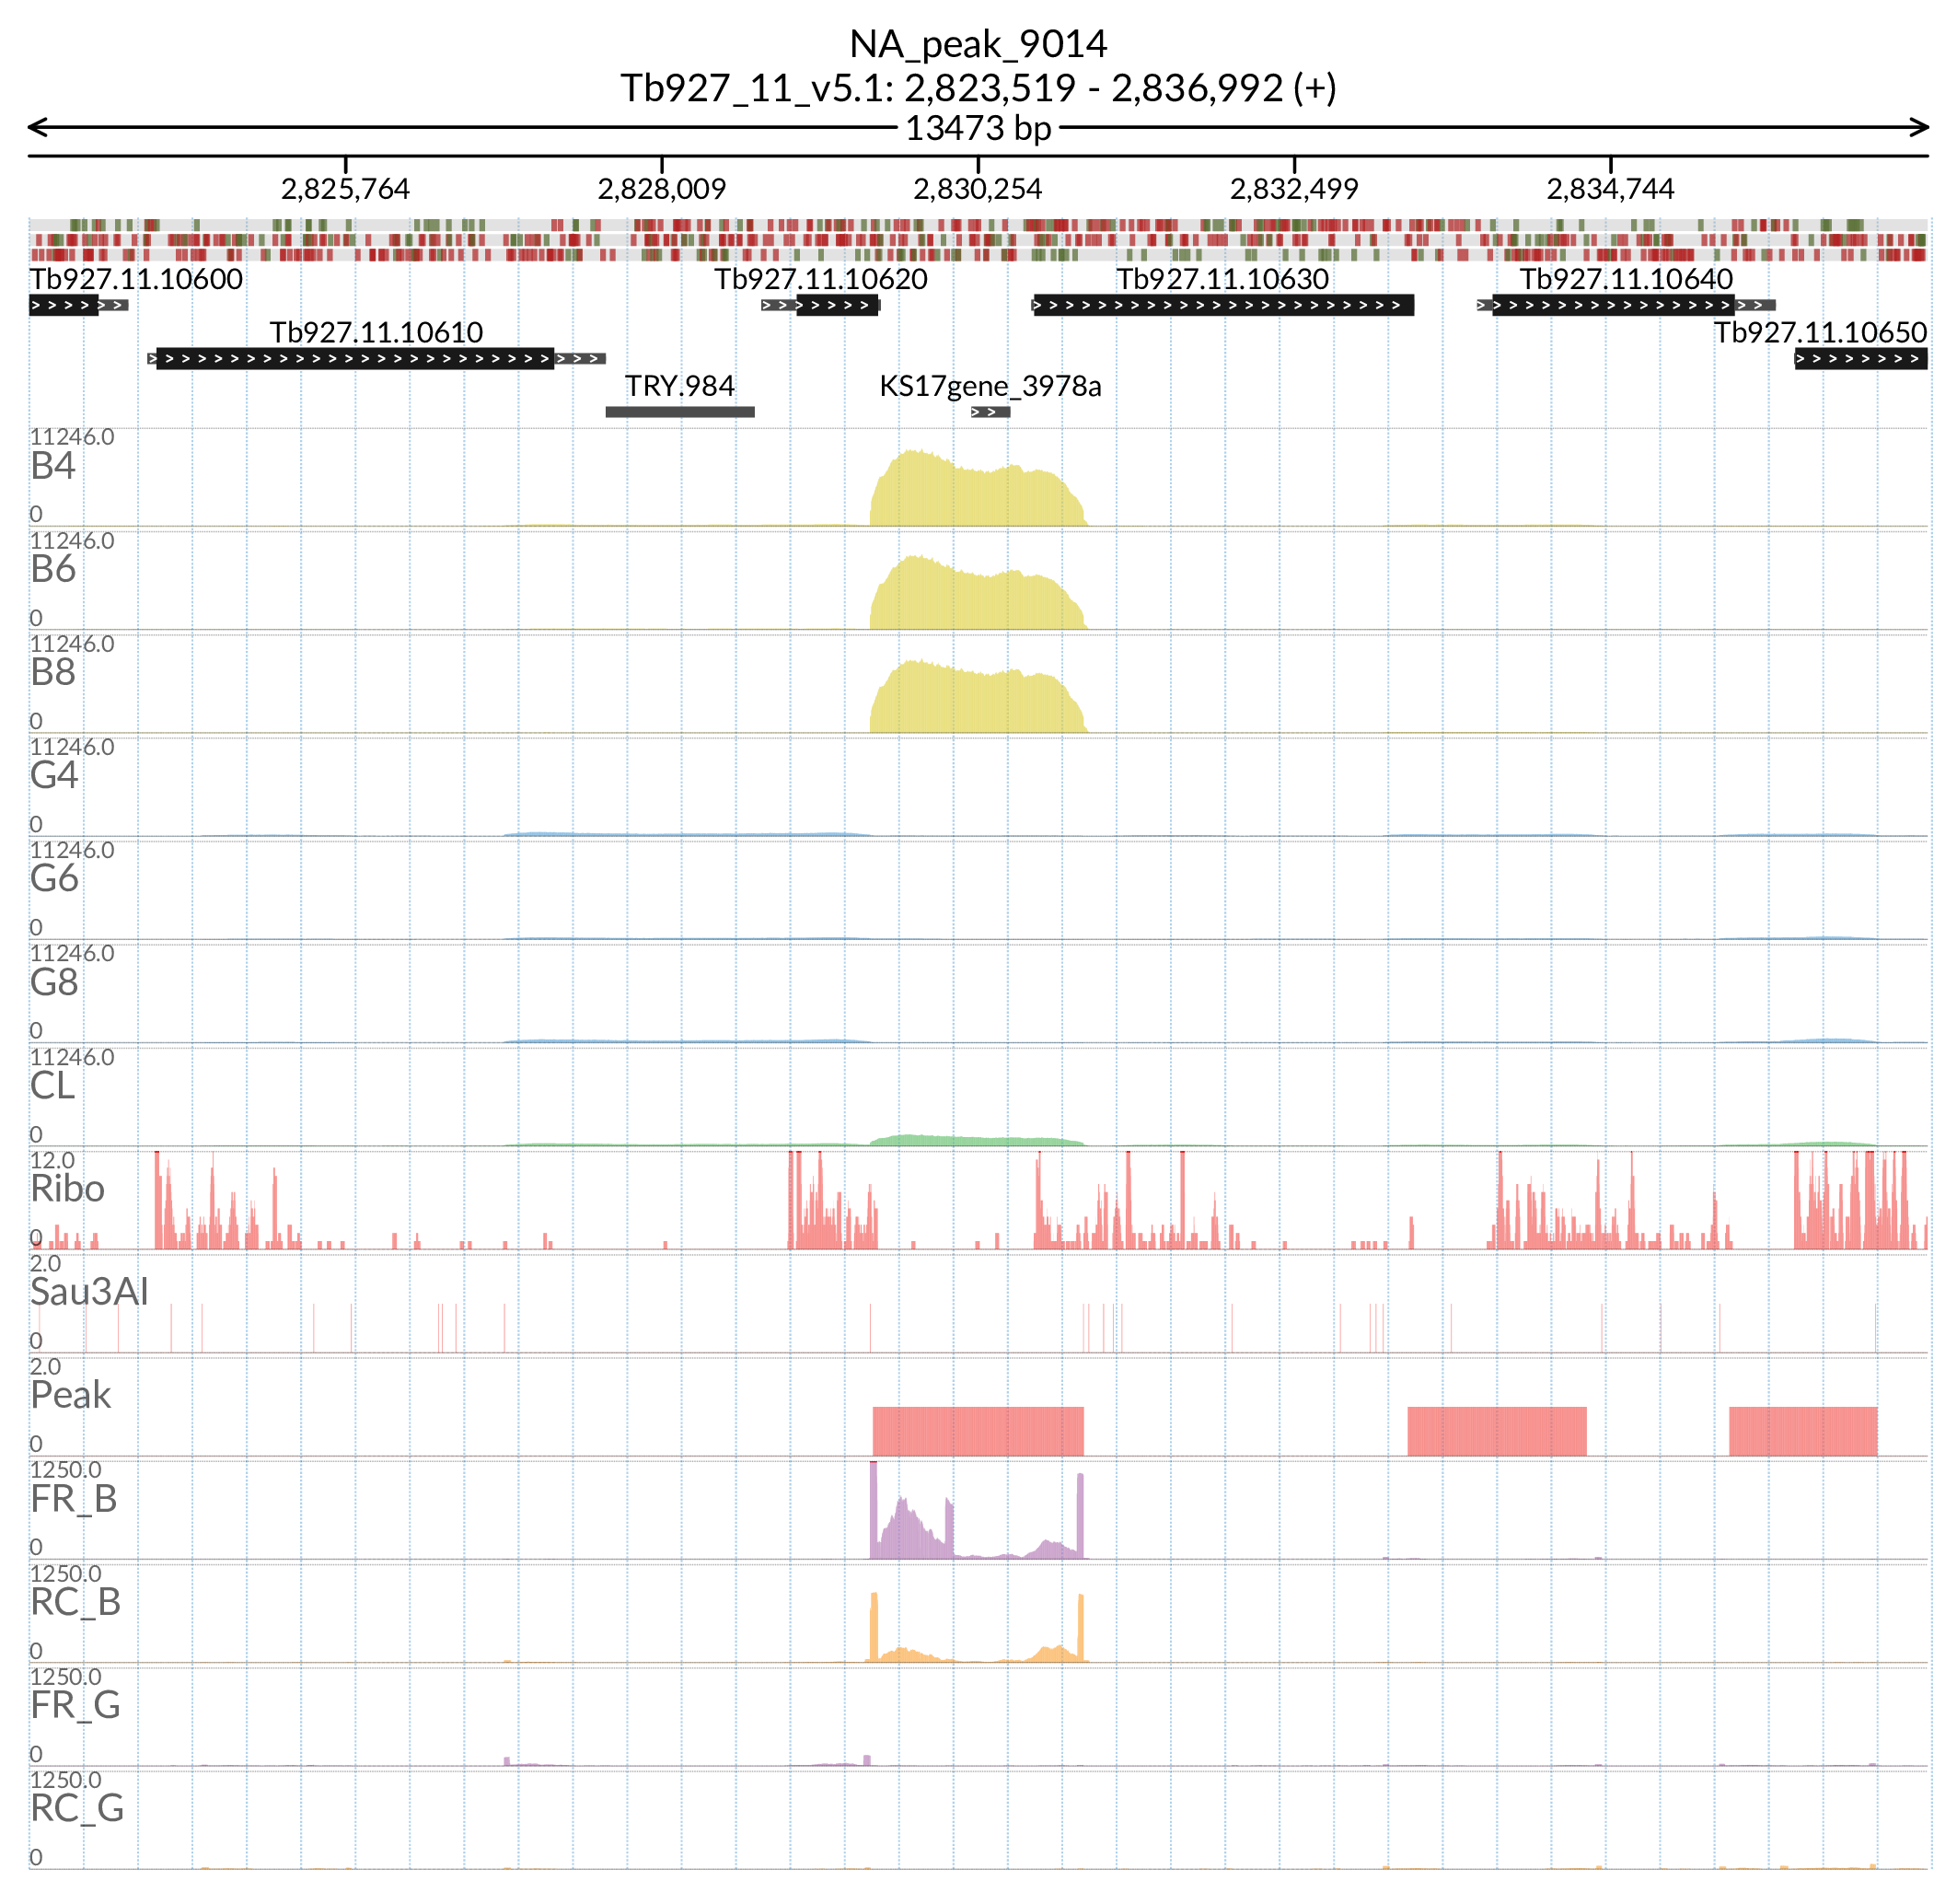 NA_peak_9014
Tb927_11_v5.1: 2,823,519 - 2,836,992 (+)
13473 bp
2,825,764 2,828,009 2,830,254 2,832,499 2,834,744
Tb927.11.10600 Tb927.11.10620 Tb927.11.10630 Tb927.11.10640
Tb927.11.10610 Tb927.11.10650
TRY.984 KS17gene_3978a
11246.0
B4
0
11246.0
B6
0
11246.0
B8
0
11246.0
G4
0
11246.0
G6
0
11246.0
G8
0
11246.0
CL
0
12.0
Ribo
0
2.0
Sau3AI
0
2.0
Peak
0
1250.0
FR_B
0
1250.0
RC_B
0
1250.0
FR_G
0
1250.0
RC_G
0